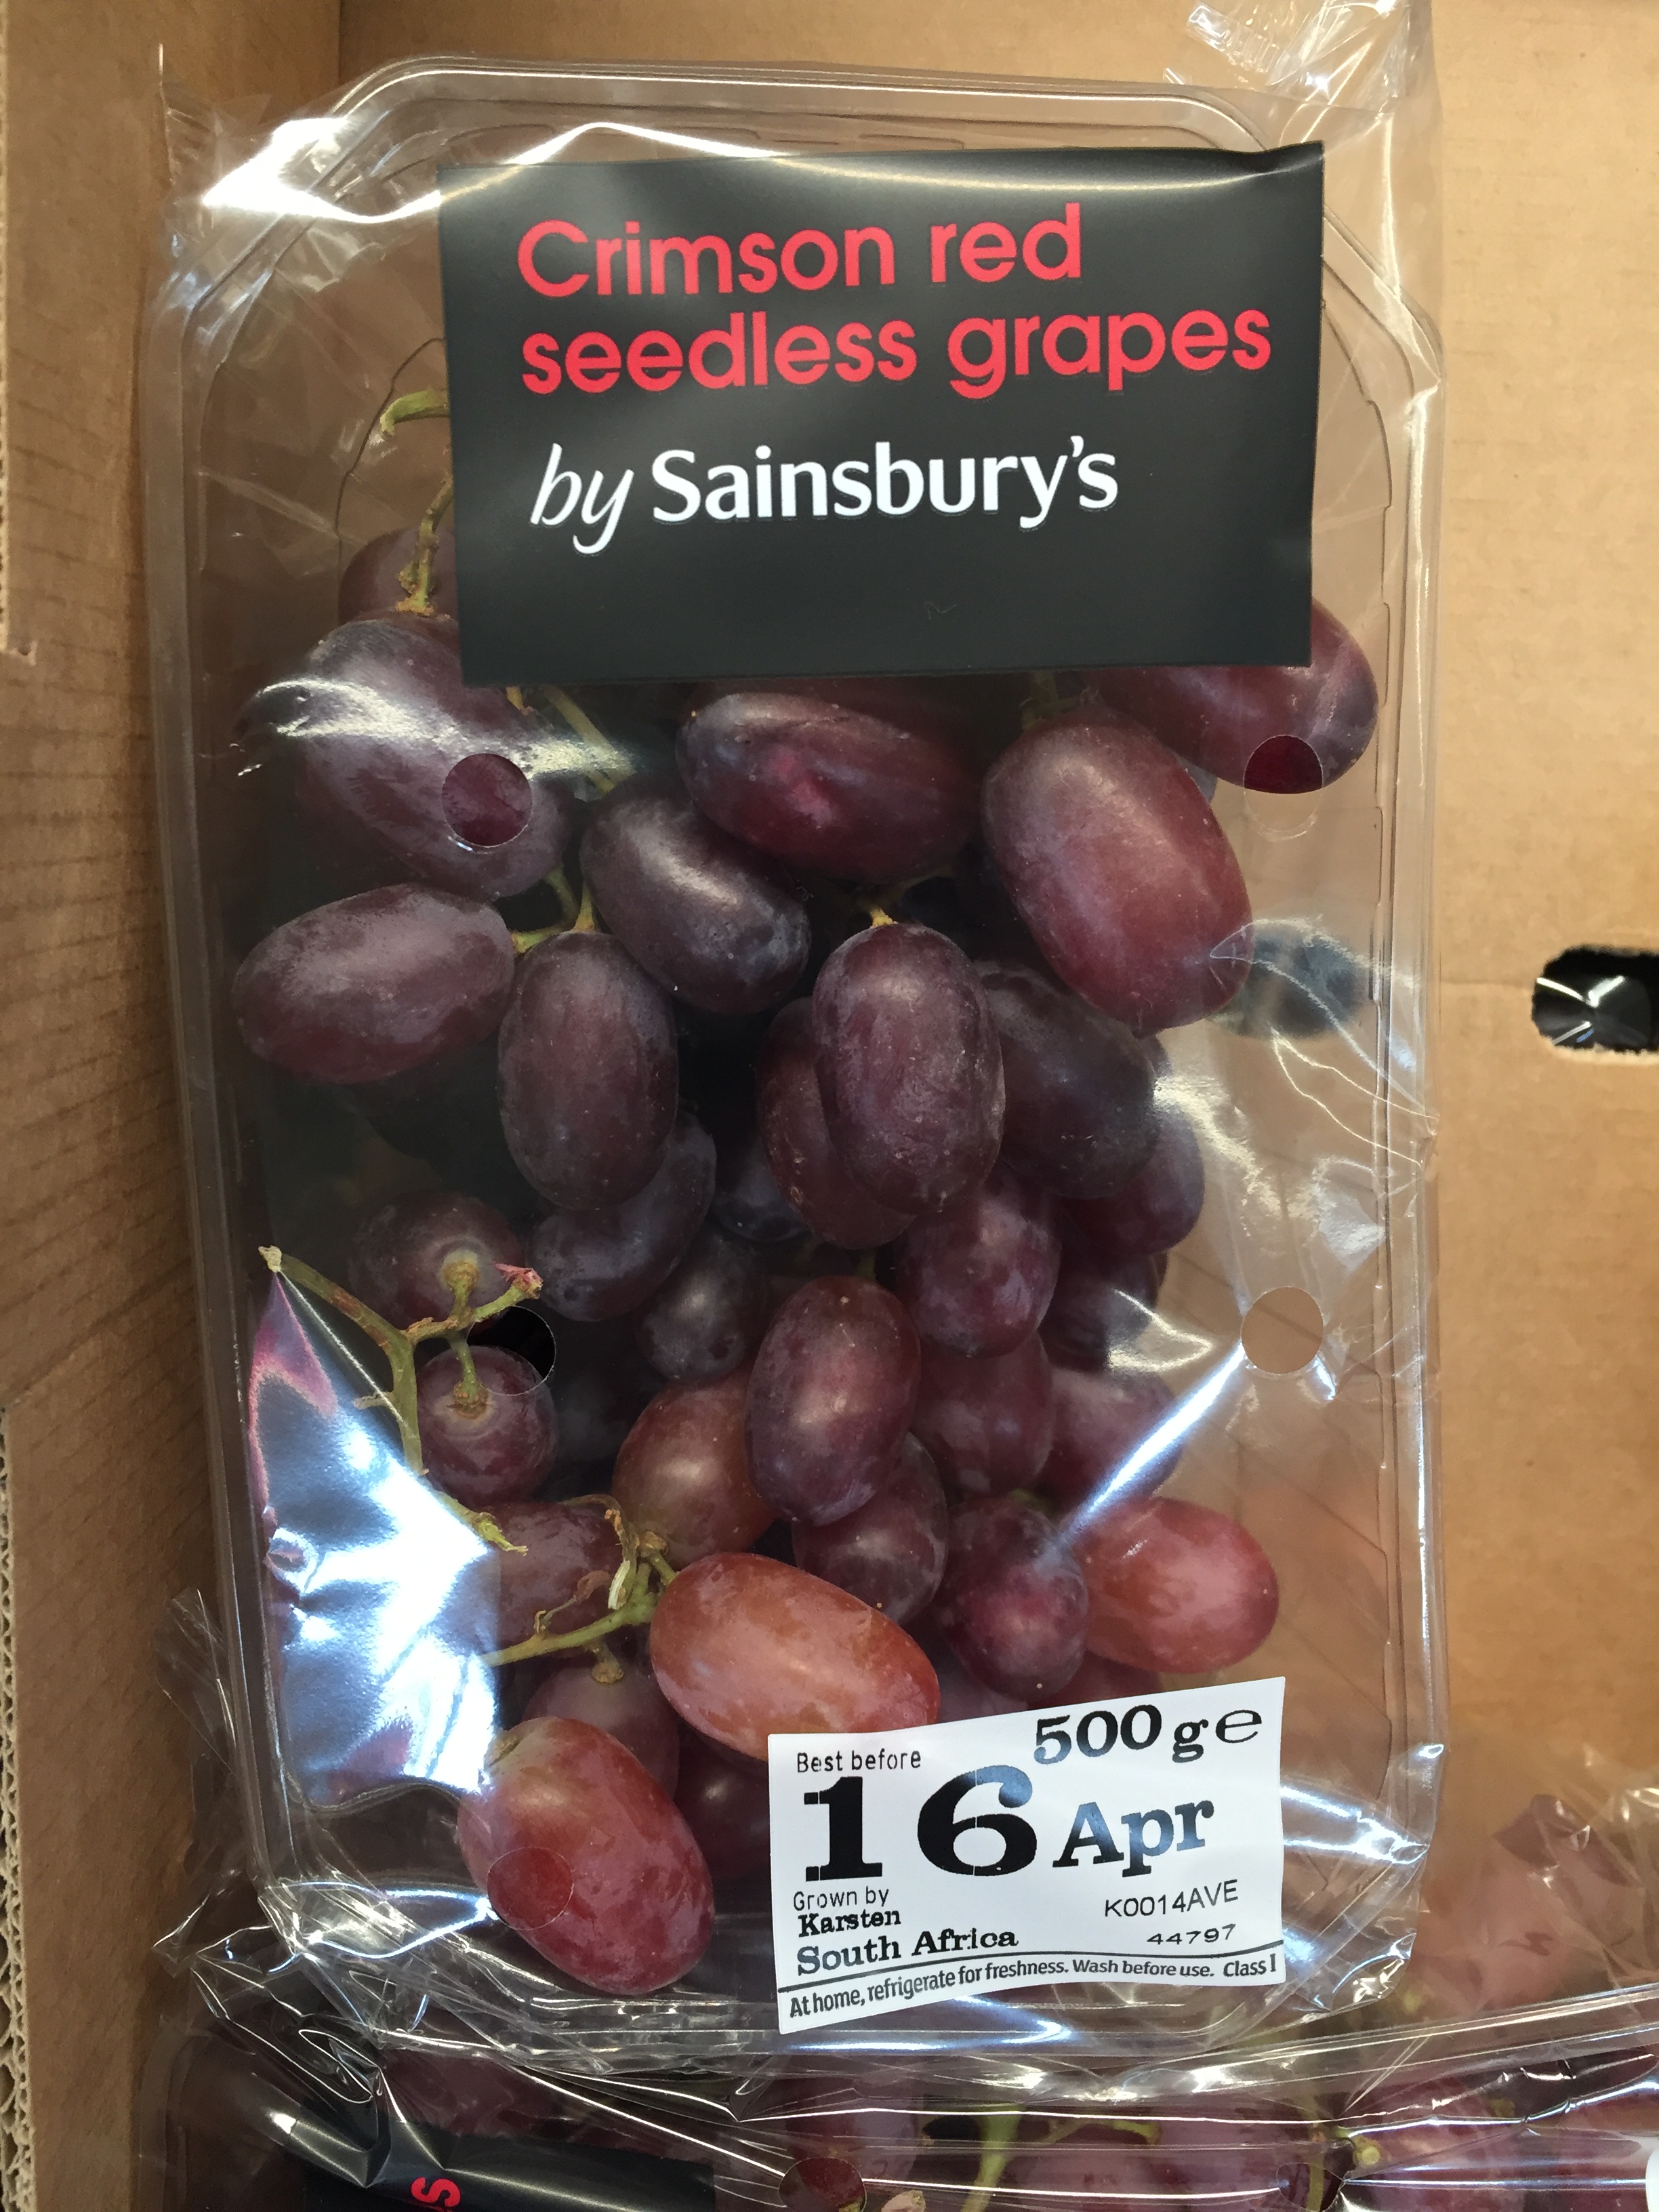 Crimson red
seedless grapes
by Sainsbury's
500g e
Best before
16 Apr
Grown by
Karsten
South Africa
K0014AVE
44797
At home, refrigerate for freshness. Wash before use. Class I
s